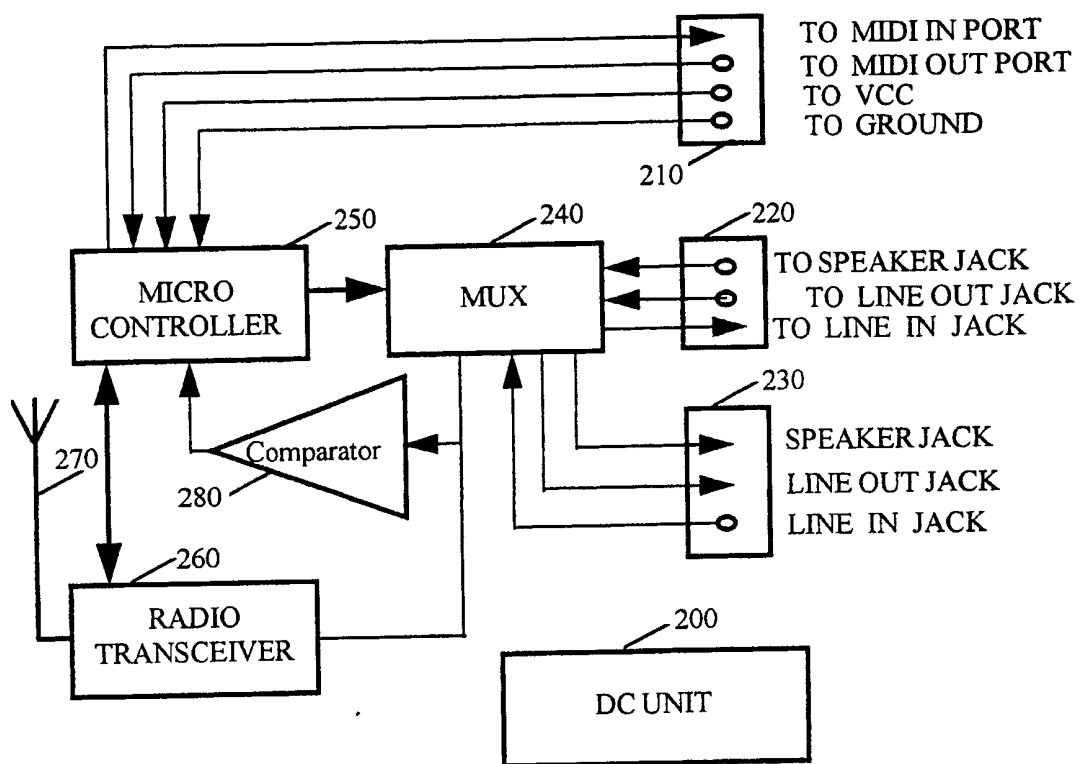 TO MIDI IN PORT
TO MIDI OUT PORT
TO VCC
TO GROUND
210
250
240
220
MICRO
CONTROLLER
MUX
TO SPEAKER JACK
TO LINE OUT JACK
TO LINE IN JACK
230
270
Comparator
280
SPEAKER JACK
LINE OUT JACK
LINE IN JACK
260
RADIO
TRANSCEIVER
200
DC UNIT